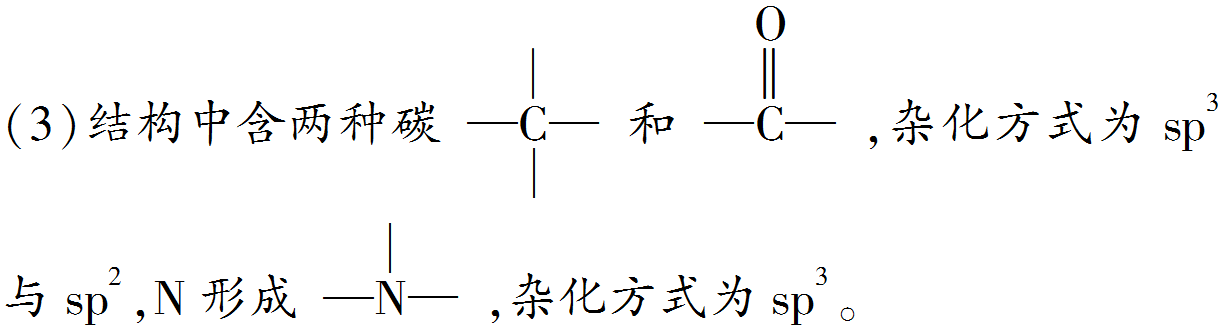 O
(3)结构中含两种碳 —C— 和 —C— ,杂化方式为 sp³
与 sp²,N 形成 —N— ,杂化方式为 sp³。